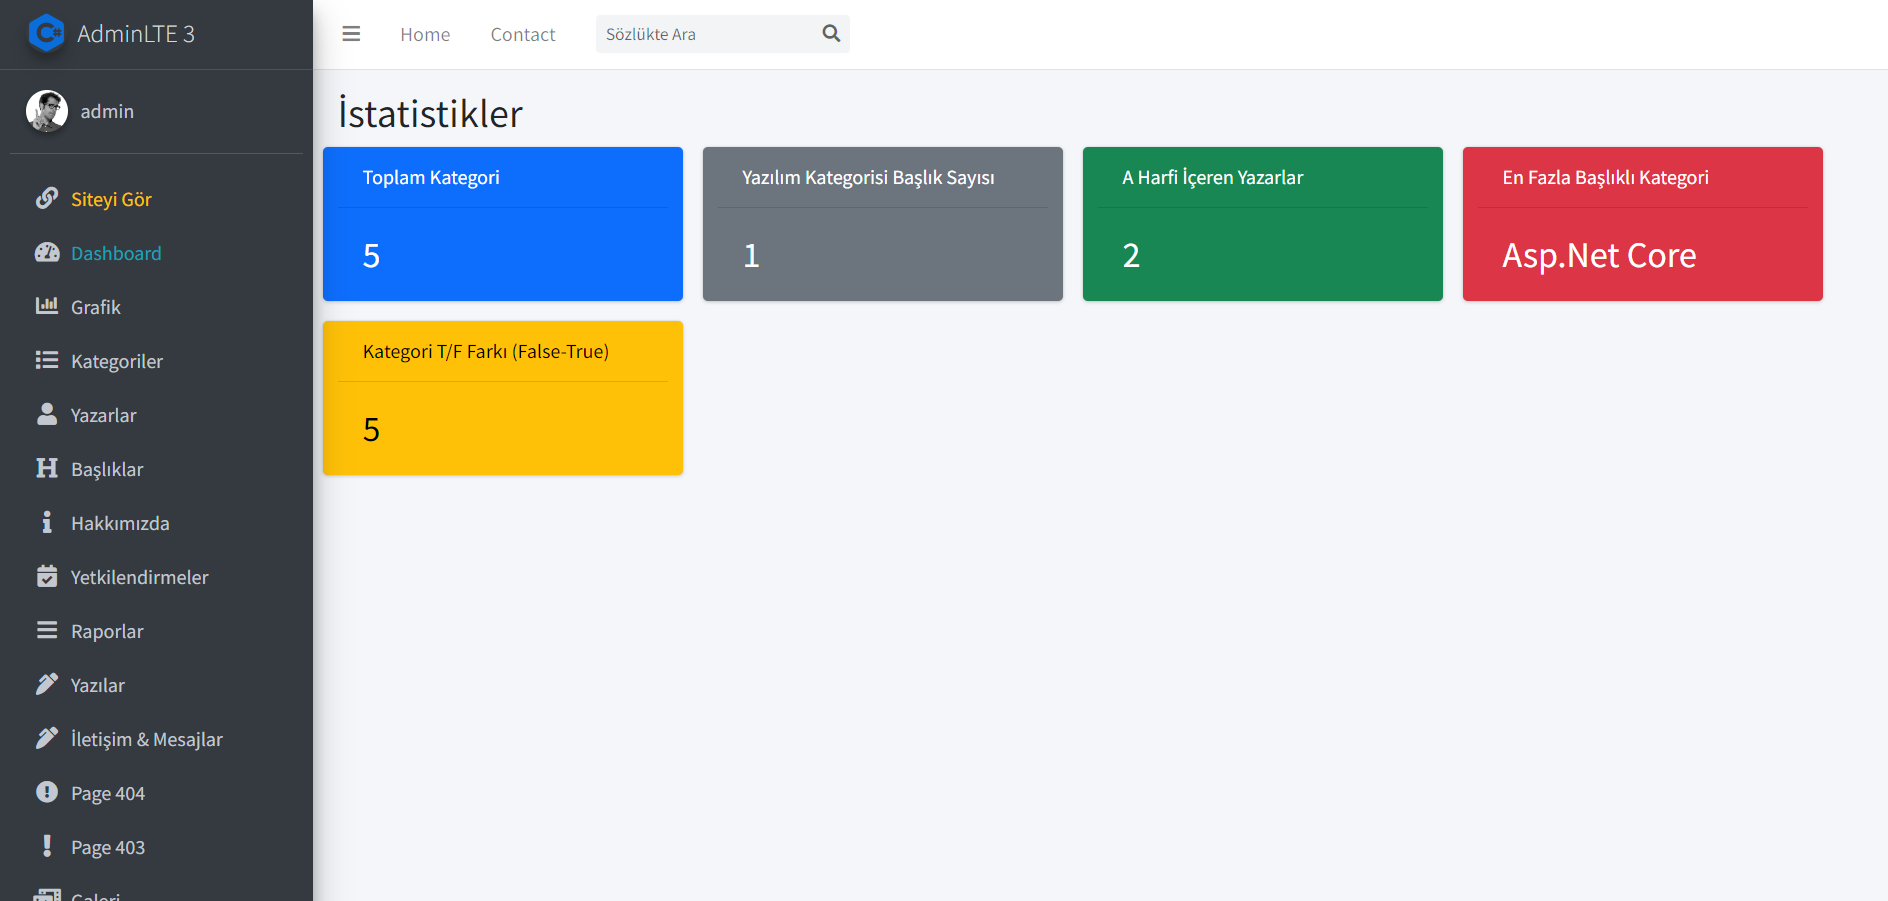 AdminLTE 3
admin
Siteyi Gör
Dashboard
Grafik
Kategoriler
Yazarlar
Başlıklar
Hakkımızda
Yetkilendirmeler
Raporlar
Yazılar
İletişim & Mesajlar
Page 404
Page 403
Galeri
Home
Contact
Sözlükte Ara
İstatistikler
Toplam Kategori
5
Yazılım Kategorisi Başlık Sayısı
1
A Harfi İçeren Yazarlar
2
En Fazla Başlıklı Kategori
Asp.Net Core
Kategori T/F Farkı (False-True)
5